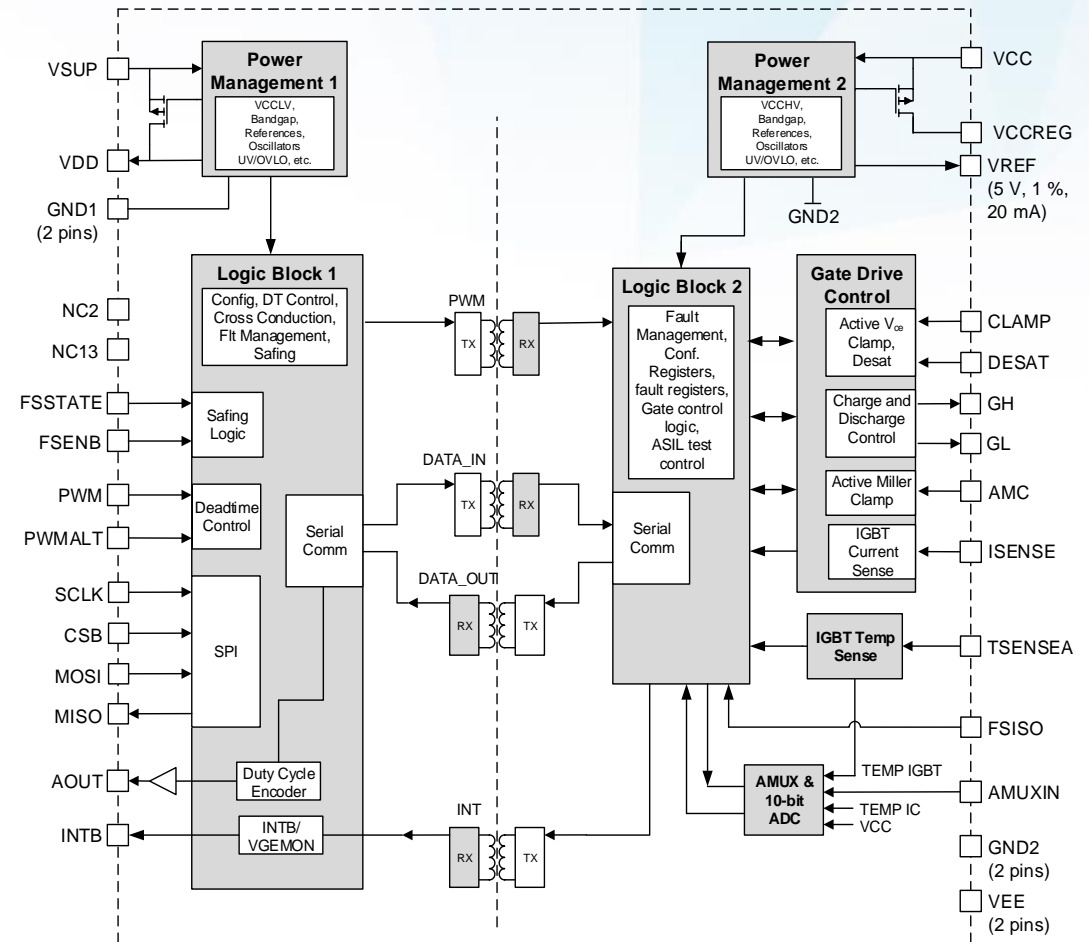 VSUP
VDD
GND1
(2 pins)
NC2
NC13
FSSTATE
FSENB
PWM
PWMALT
SCLK
CSB
MOSI
MISO
AOUT
INTB
Power
Management 1
VCCLV,
Bandgap,
References,
Oscillators
UV/OVLO, etc.
Logic Block 1
Config, DT Control,
Cross Conduction,
Flt Management,
Safing
Safing
Logic
Deadtime
Control
Serial
Comm
SPI
Duty Cycle
Encoder
INTB/
VGEMON
PWM
TX
RX
DATA_IN
TX
RX
DATA_OUT
RX
TX
INT
RX
TX
Power
Management 2
VCCHV,
Bandgap,
References,
Oscillators
UV/OVLO, etc.
GND2
Logic Block 2
Fault
Management,
Conf.
Registers,
fault registers,
Gate control
logic,
ASIL test
control
Serial
Comm
Gate Drive
Control
Active Vce
Clamp,
Desat
Charge and
Discharge
Control
Active Miller
Clamp
IGBT
Current
Sense
IGBT Temp
Sense
AMUX &
10-bit
ADC
TEMP IGBT
TEMP IC
VCC
VCC
VCCREG
VREF
(5 V, 1 %,
20 mA)
CLAMP
DESAT
GH
GL
AMC
ISENSE
TSENSEA
FSISO
AMUXIN
GND2
(2 pins)
VEE
(2 pins)